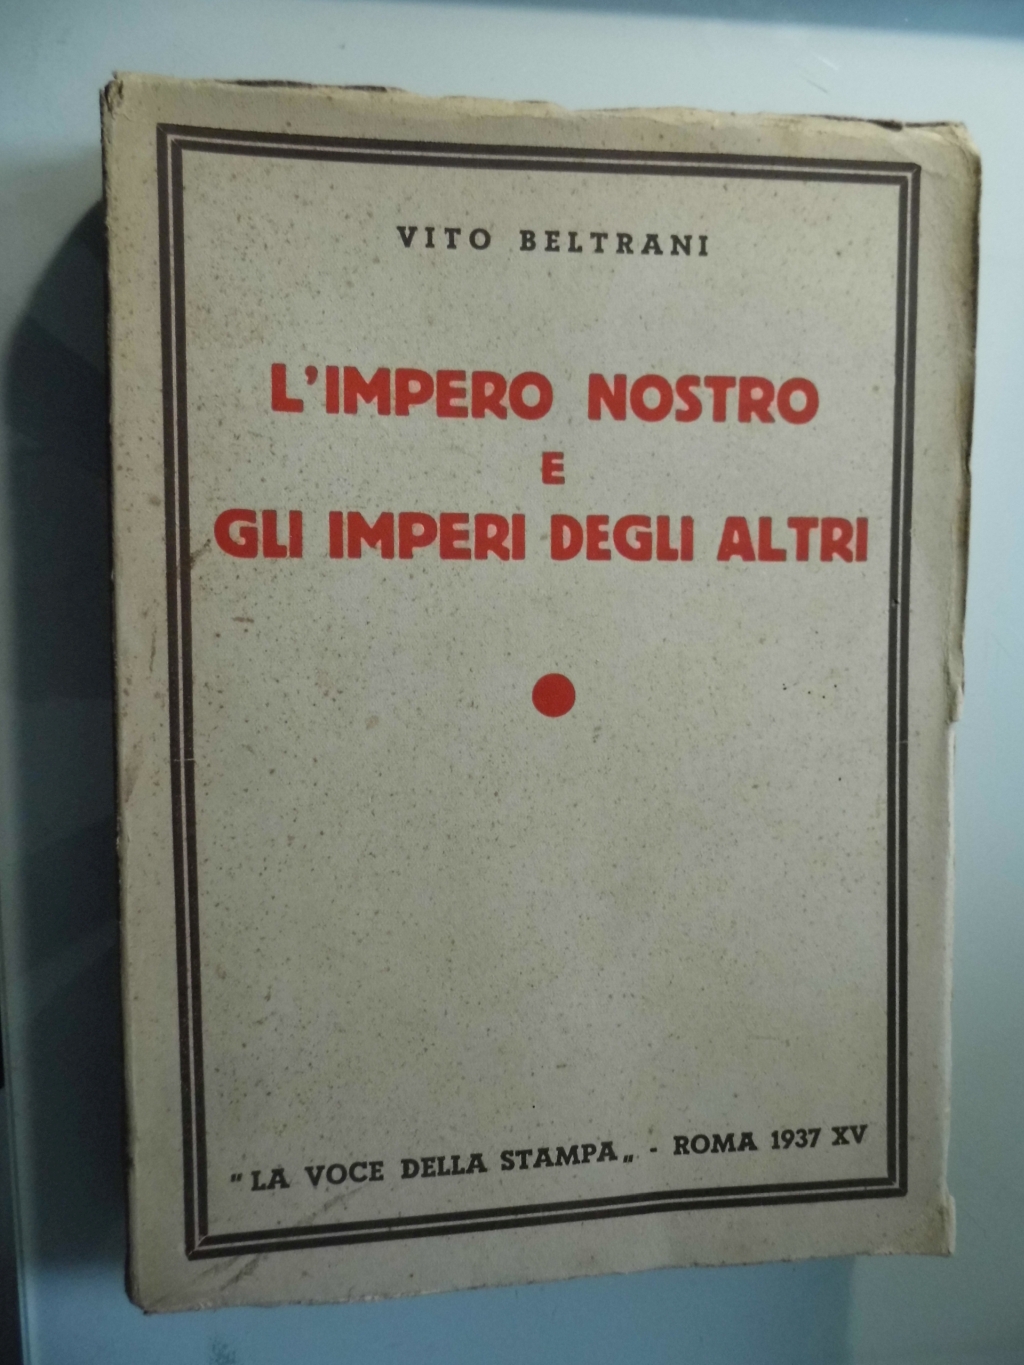 VITO BELTRANI
L'IMPERO NOSTRO
E
GLI IMPERI DEGLI ALTRI
"LA VOCE DELLA STAMPA„ - ROMA 1937 XV